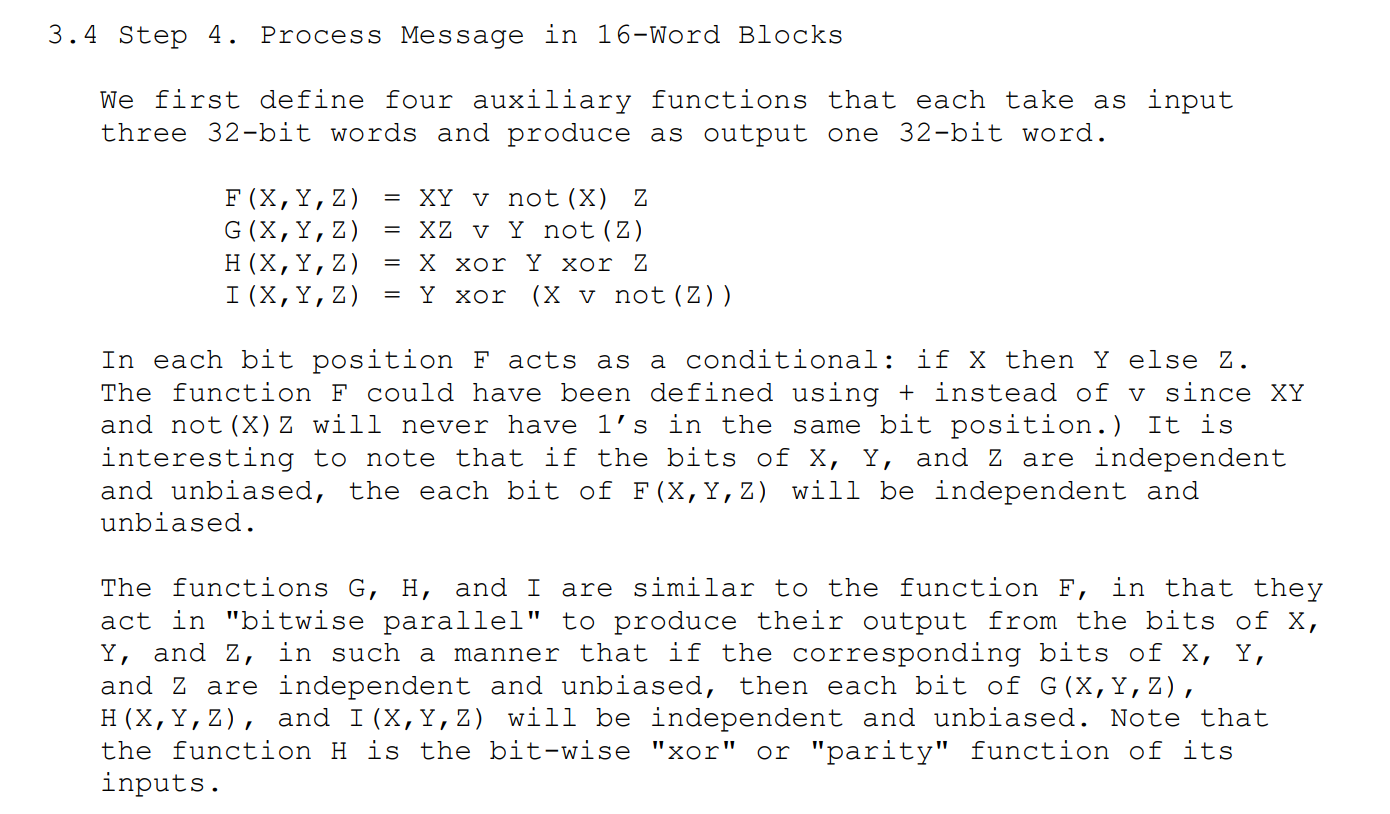 3.4 Step 4. Process Message in 16-Word Blocks
We first define four auxiliary functions that each take as input
three 32-bit words and produce as output one 32-bit word.
F(X,Y,Z) = XY v not(X) Z
G(X,Y,Z) = XZ v Y not(Z)
H(X,Y,Z) = X xor Y xor Z
I(X,Y,Z) = Y xor (X v not(Z))
In each bit position F acts as a conditional: if X then Y else Z.
The function F could have been defined using + instead of v since XY
and not(X)Z will never have 1's in the same bit position.) It is
interesting to note that if the bits of X, Y, and Z are independent
and unbiased, the each bit of F(X,Y,Z) will be independent and
unbiased.
The functions G, H, and I are similar to the function F, in that they
act in "bitwise parallel" to produce their output from the bits of X,
Y, and Z, in such a manner that if the corresponding bits of X, Y,
and Z are independent and unbiased, then each bit of G(X,Y,Z),
H(X,Y,Z), and I(X,Y,Z) will be independent and unbiased. Note that
the function H is the bit-wise "xor" or "parity" function of its
inputs.